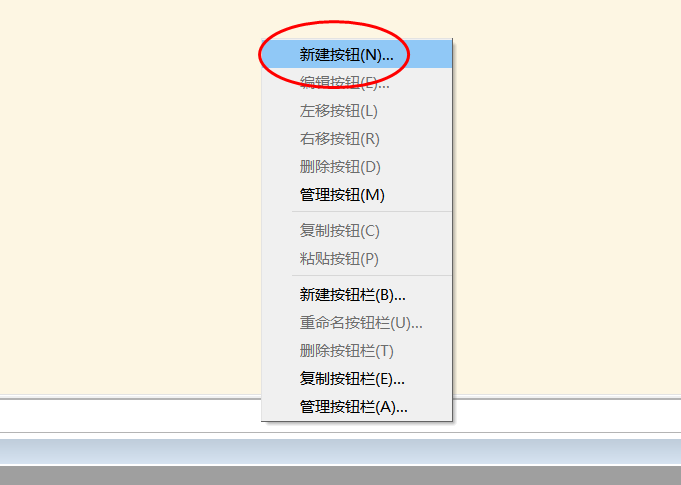 新建按钮(N)...
编辑按钮(E)...
左移按钮(L)
右移按钮(R)
删除按钮(D)
管理按钮(M)
复制按钮(C)
粘贴按钮(P)
新建按钮栏(B)...
重命名按钮栏(U)...
删除按钮栏(T)
复制按钮栏(E)...
管理按钮栏(A)...